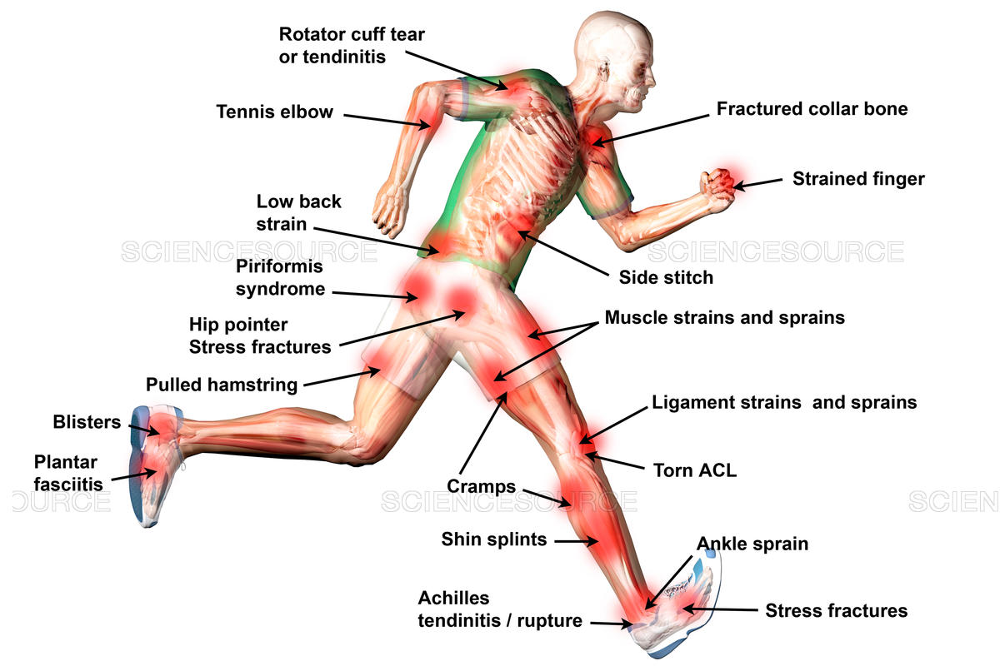 Rotator cuff tear
or tendinitis
Tennis elbow
Fractured collar bone
Strained finger
Low back
strain
SCIENCESOURCE
SCIENCESOURCE
Piriformis
syndrome
Side stitch
Hip pointer
Stress fractures
Muscle strains and sprains
Pulled hamstring
Ligament strains  and sprains
Blisters
Plantar
fasciitis
Torn ACL
Cramps
OURCE
SCIENCESOURCE
SCIEN
Shin splints
Ankle sprain
Achilles
tendinitis / rupture
Stress fractures